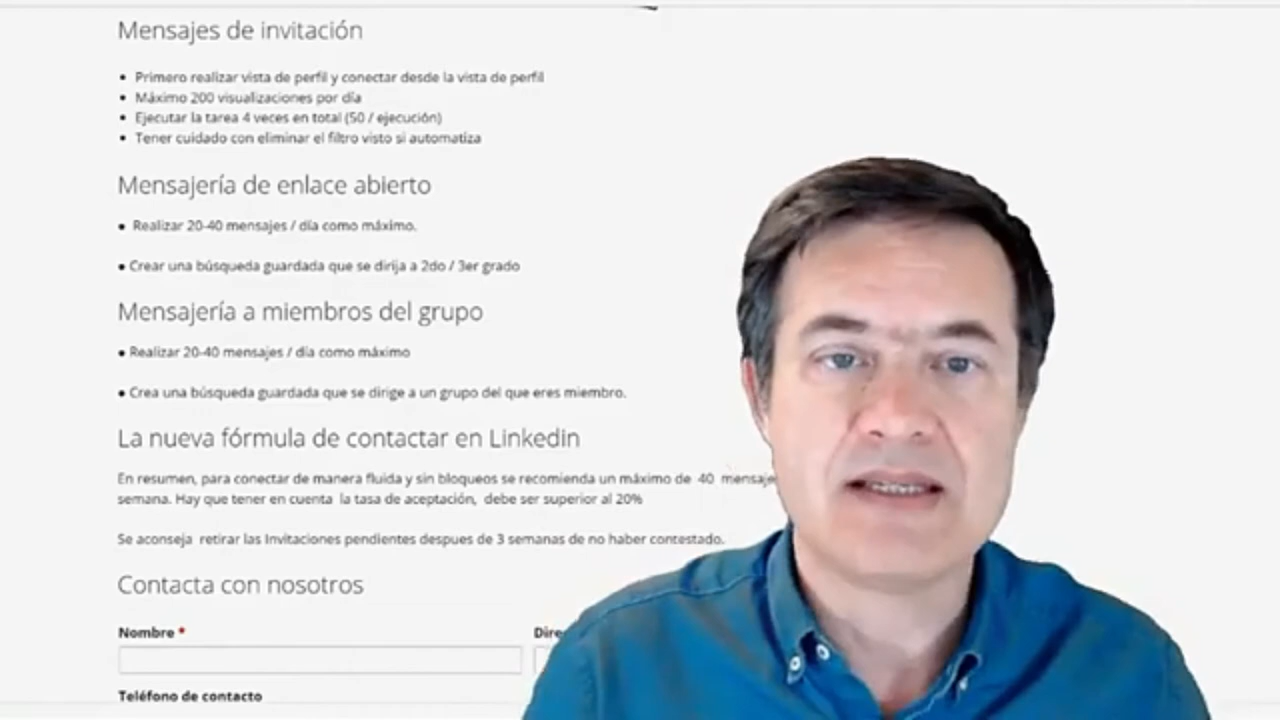 Mensajes de invitación
• Primero realizar vista de perfil y conectar desde la vista de perfil
• Máximo 200 visualizaciones por día
• Ejecutar la tarea 4 veces en total (50 / ejecución)
• Tener cuidado con eliminar el filtro visto si automatiza
Mensajería de enlace abierto
• Realizar 20-40 mensajes / día como máximo.
• Crear una búsqueda guardada que se dirija a 2do / 3er grado
Mensajería a miembros del grupo
• Realizar 20-40 mensajes / día como máximo
• Crea una búsqueda guardada que se dirige a un grupo del que eres miembro.
La nueva fórmula de contactar en Linkedin
En resumen, para conectar de manera fluida y sin bloqueos se recomienda un máximo de 40
semana. Hay que tener en cuenta la tasa de aceptación, debe ser superior al 20%
Se aconseja retirar las Invitaciones pendientes despues de 3 semanas de no haber contestado.
Contacta con nosotros
Nombre *
Teléfono de contacto